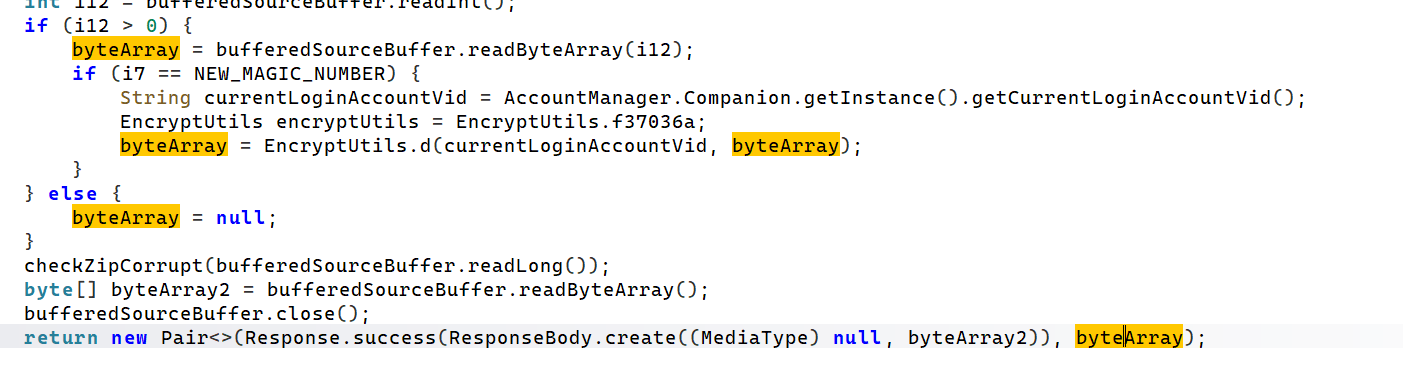 int i12 = bufferedSourceBuffer.readInt();
if (i12 > 0) {
    byteArray = bufferedSourceBuffer.readByteArray(i12);
    if (i7 == NEW_MAGIC_NUMBER) {
        String currentLoginAccountVid = AccountManager.Companion.getInstance().getCurrentLoginAccountVid();
        EncryptUtils encryptUtils = EncryptUtils.f37036a;
        byteArray = EncryptUtils.d(currentLoginAccountVid, byteArray);
    }
} else {
    byteArray = null;
}
checkZipCorrupt(bufferedSourceBuffer.readLong());
byte[] byteArray2 = bufferedSourceBuffer.readByteArray();
bufferedSourceBuffer.close();
return new Pair<>(Response.success(ResponseBody.create((MediaType) null, byteArray2)), byteArray);